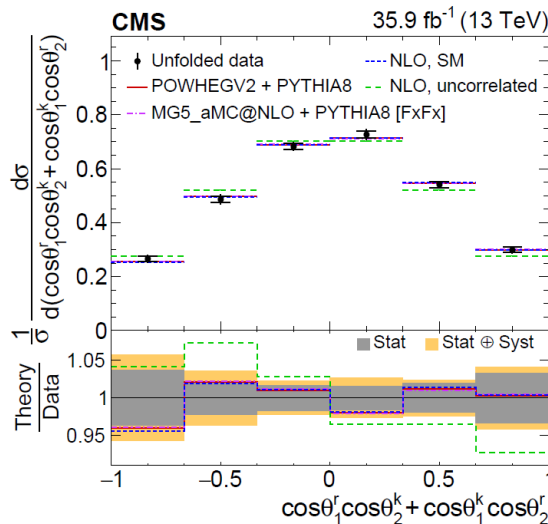 CMS 35.9 fb⁻¹ (13 TeV)
Unfolded data
NLO, SM
POWHEGV2 + PYTHIA8
NLO, uncorrelated
MG5_aMC@NLO + PYTHIA8 [FxFx]
1/σ dσ/d(cosθ₁ʳcosθ₂ᵏ + cosθ₁ᵏcosθ₂ʳ)
1
0.8
0.6
0.4
0.2
0
Stat
Stat ⊕ Syst
Theory/Data
1.05
1
0.95
−1 −0.5 0 0.5 1
cosθ₁ʳcosθ₂ᵏ + cosθ₁ᵏcosθ₂ʳ